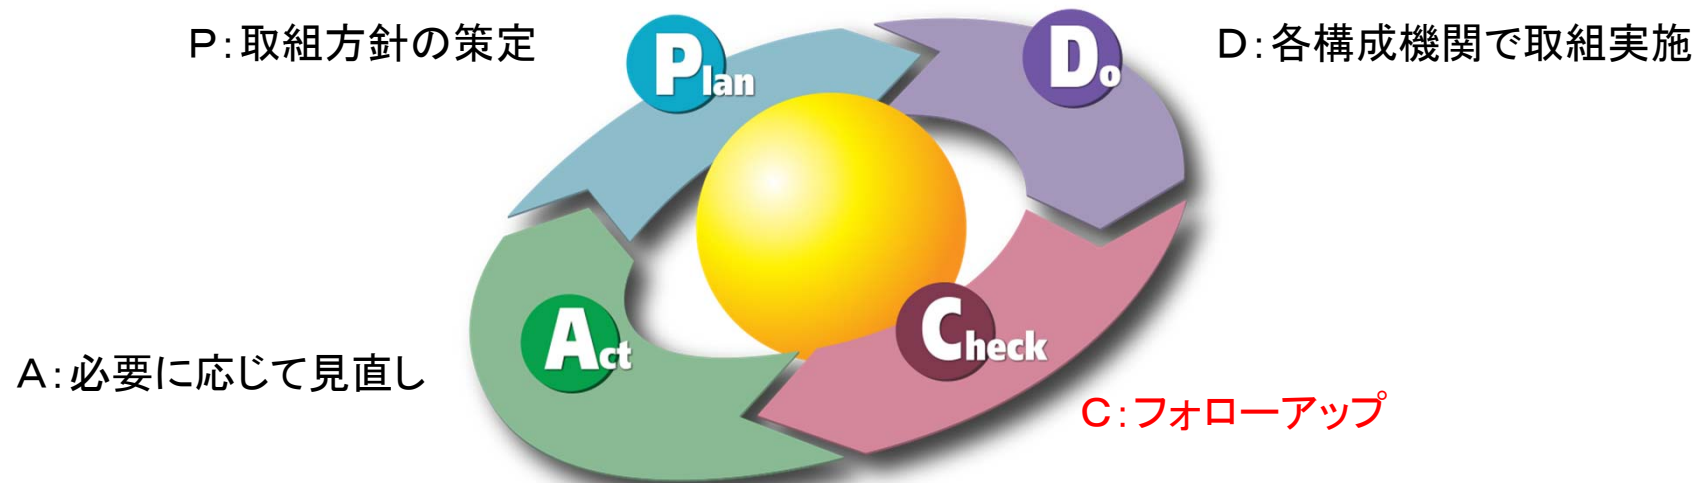 P:取組方針の策定
Plan
Do
D:各構成機関で取組実施
A:必要に応じて見直し
Act
Check
C:フォローアップ